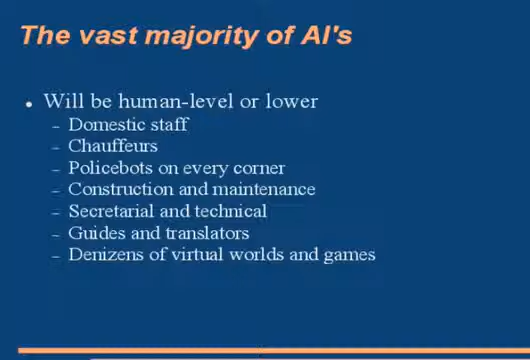 The vast majority of AI's
• Will be human-level or lower
– Domestic staff
– Chauffeurs
– Policebots on every corner
– Construction and maintenance
– Secretarial and technical
– Guides and translators
– Denizens of virtual worlds and games